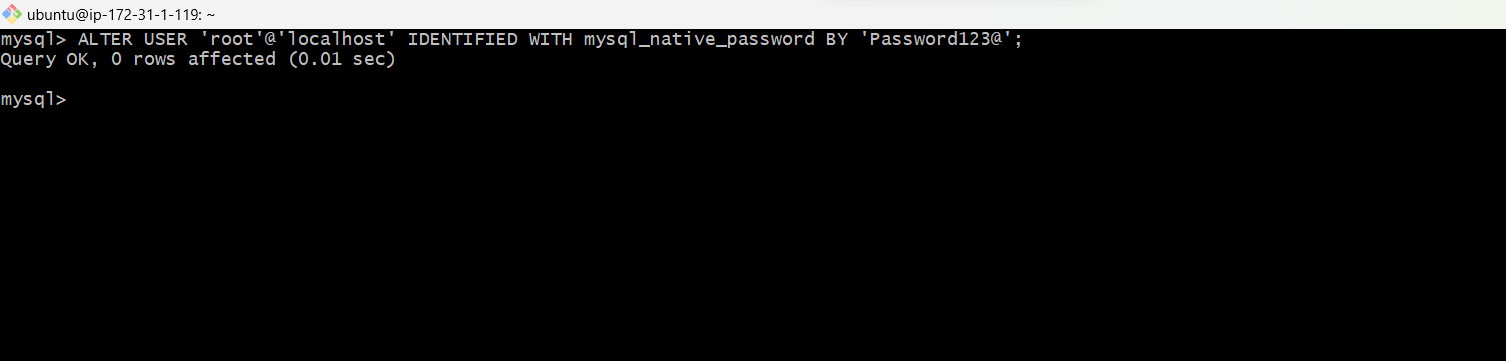 ubuntu@ip-172-31-1-119: ~
mysql> ALTER USER 'root'@'localhost' IDENTIFIED WITH mysql_native_password BY 'Password123@';
Query OK, 0 rows affected (0.01 sec)
mysql>